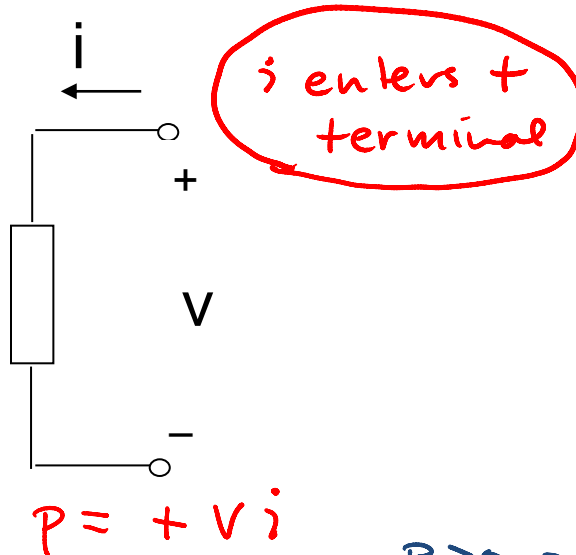 i
i enters +
terminal
+
V
−
p = + V i